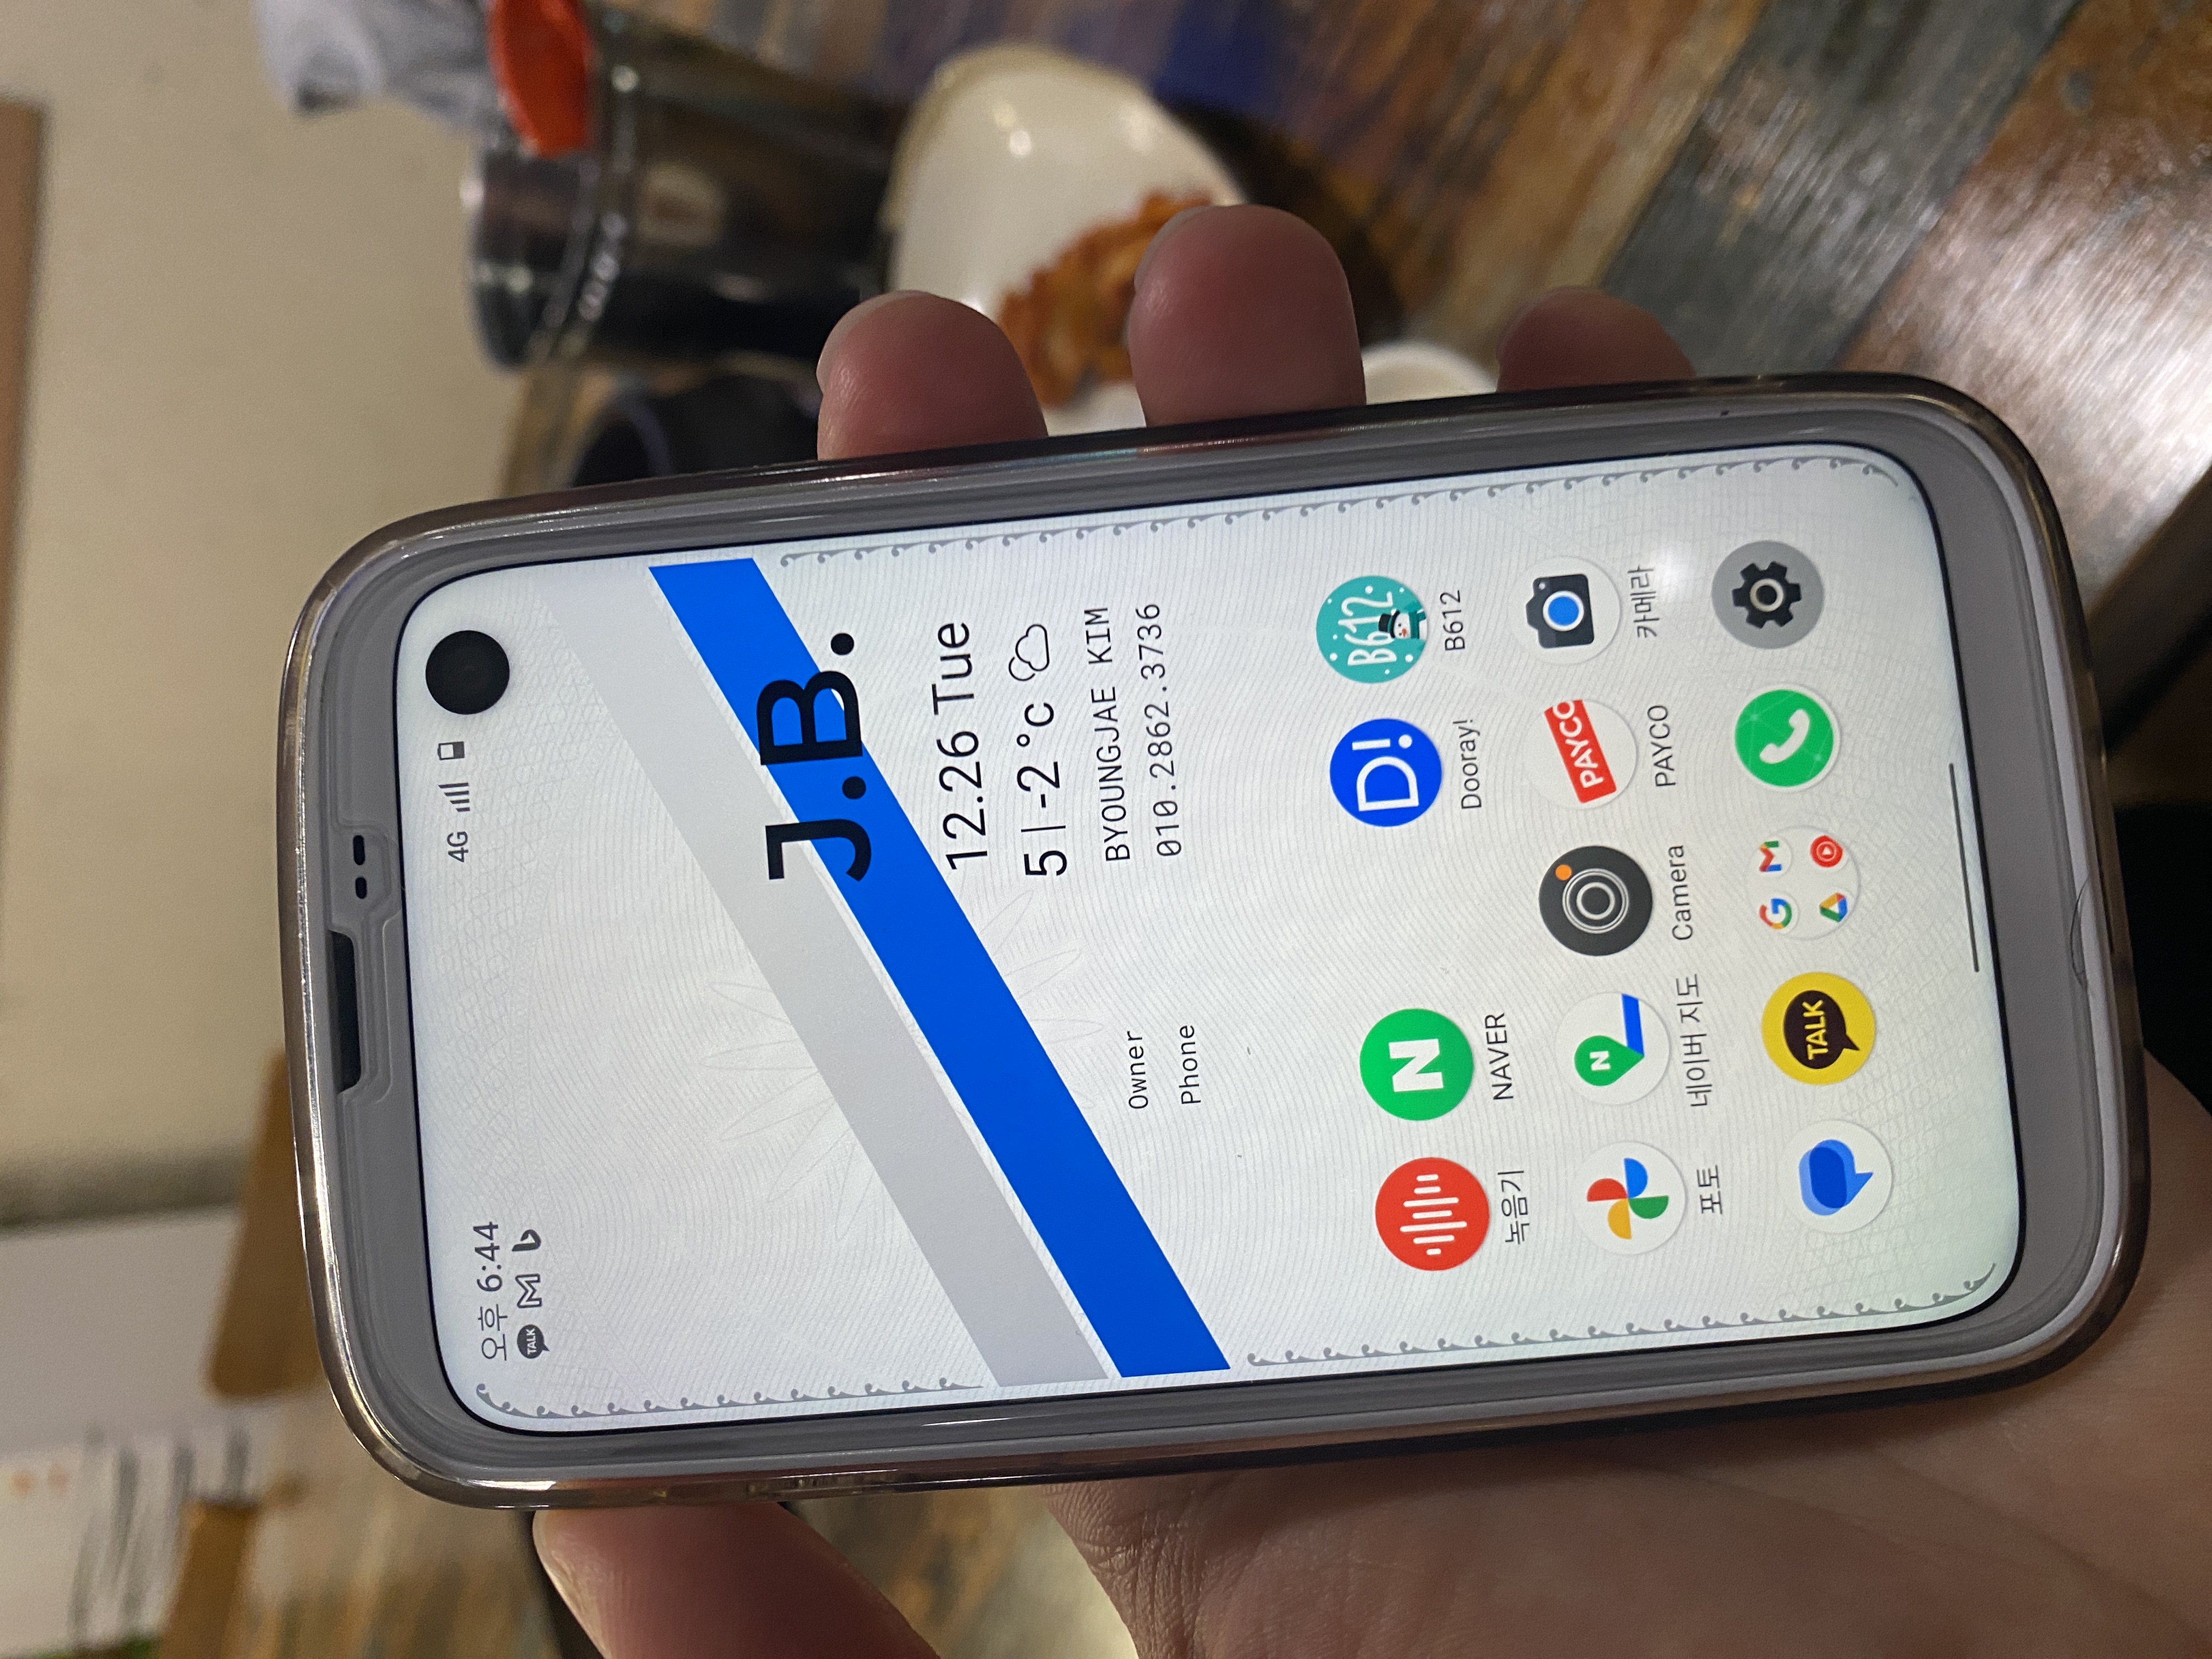 오후 6:44
4G
TALK
J.B.
12.26 Tue
5 | -2 °c
Owner BYOUNGJAE KIM
Phone 010.2862.3736
N D! B612
녹음기 NAVER Dooray! B612
N PAYCO
포토 네이버 지도 Camera PAYCO 카메라
TALK G M